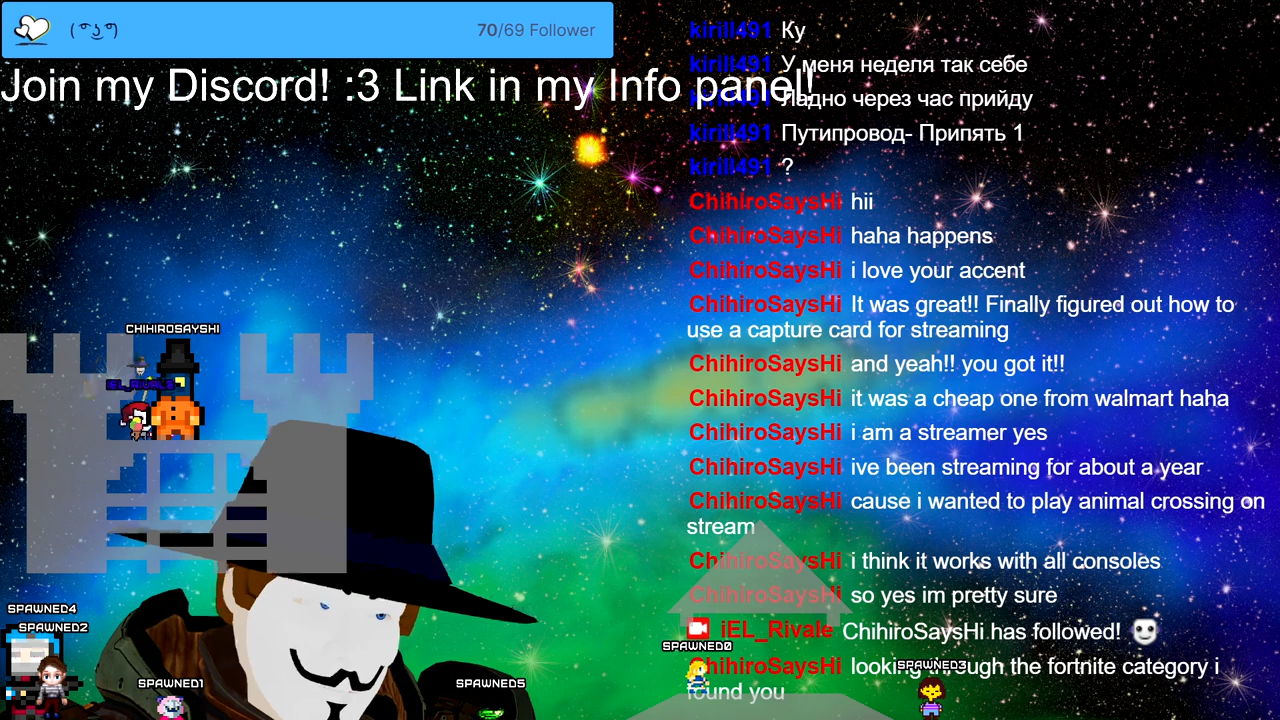 ( ͡° ͜ʖ ͡°)
70/69 Follower
Join my Discord! :3 Link in my Info panel!
kirill491 Ку
kirill491 У меня неделя так себе
kirill491 Ладно через час прийду
kirill491 Путипровод- Припять 1
kirill491 ?
ChihiroSaysHi hii
ChihiroSaysHi haha happens
ChihiroSaysHi i love your accent
ChihiroSaysHi It was great!! Finally figured out how to
use a capture card for streaming
ChihiroSaysHi and yeah!! you got it!!
ChihiroSaysHi it was a cheap one from walmart haha
ChihiroSaysHi i am a streamer yes
ChihiroSaysHi ive been streaming for about a year
ChihiroSaysHi cause i wanted to play animal crossing on
stream
ChihiroSaysHi i think it works with all consoles
ChihiroSaysHi so yes im pretty sure
iEL_Rivale ChihiroSaysHi has followed!
ChihiroSaysHi looking through the fortnite category i
found you
CHIHIROSAYSHI
IEL_RIVALE
SPAWNED4
SPAWNED2
SPAWNED1
SPAWNED5
SPAWNED0
SPAWNED3